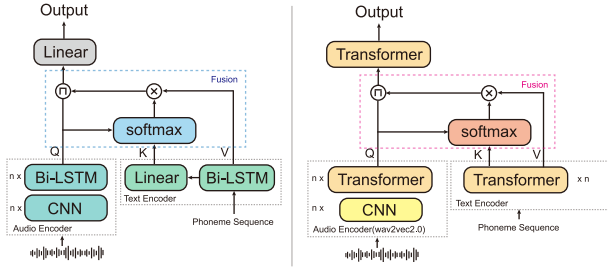 Output
Linear
Fusion
⊓
×
softmax
Q
K
V
n x
Bi-LSTM
Linear
Bi-LSTM
n x
CNN
Text Encoder
Audio Encoder
Phoneme Sequence
Output
Transformer
Fusion
⊓
×
softmax
Q
K
V
n x
Transformer
Transformer
x n
n x
CNN
Text Encoder
Audio Encoder(wav2vec2.0)
Phoneme Sequence